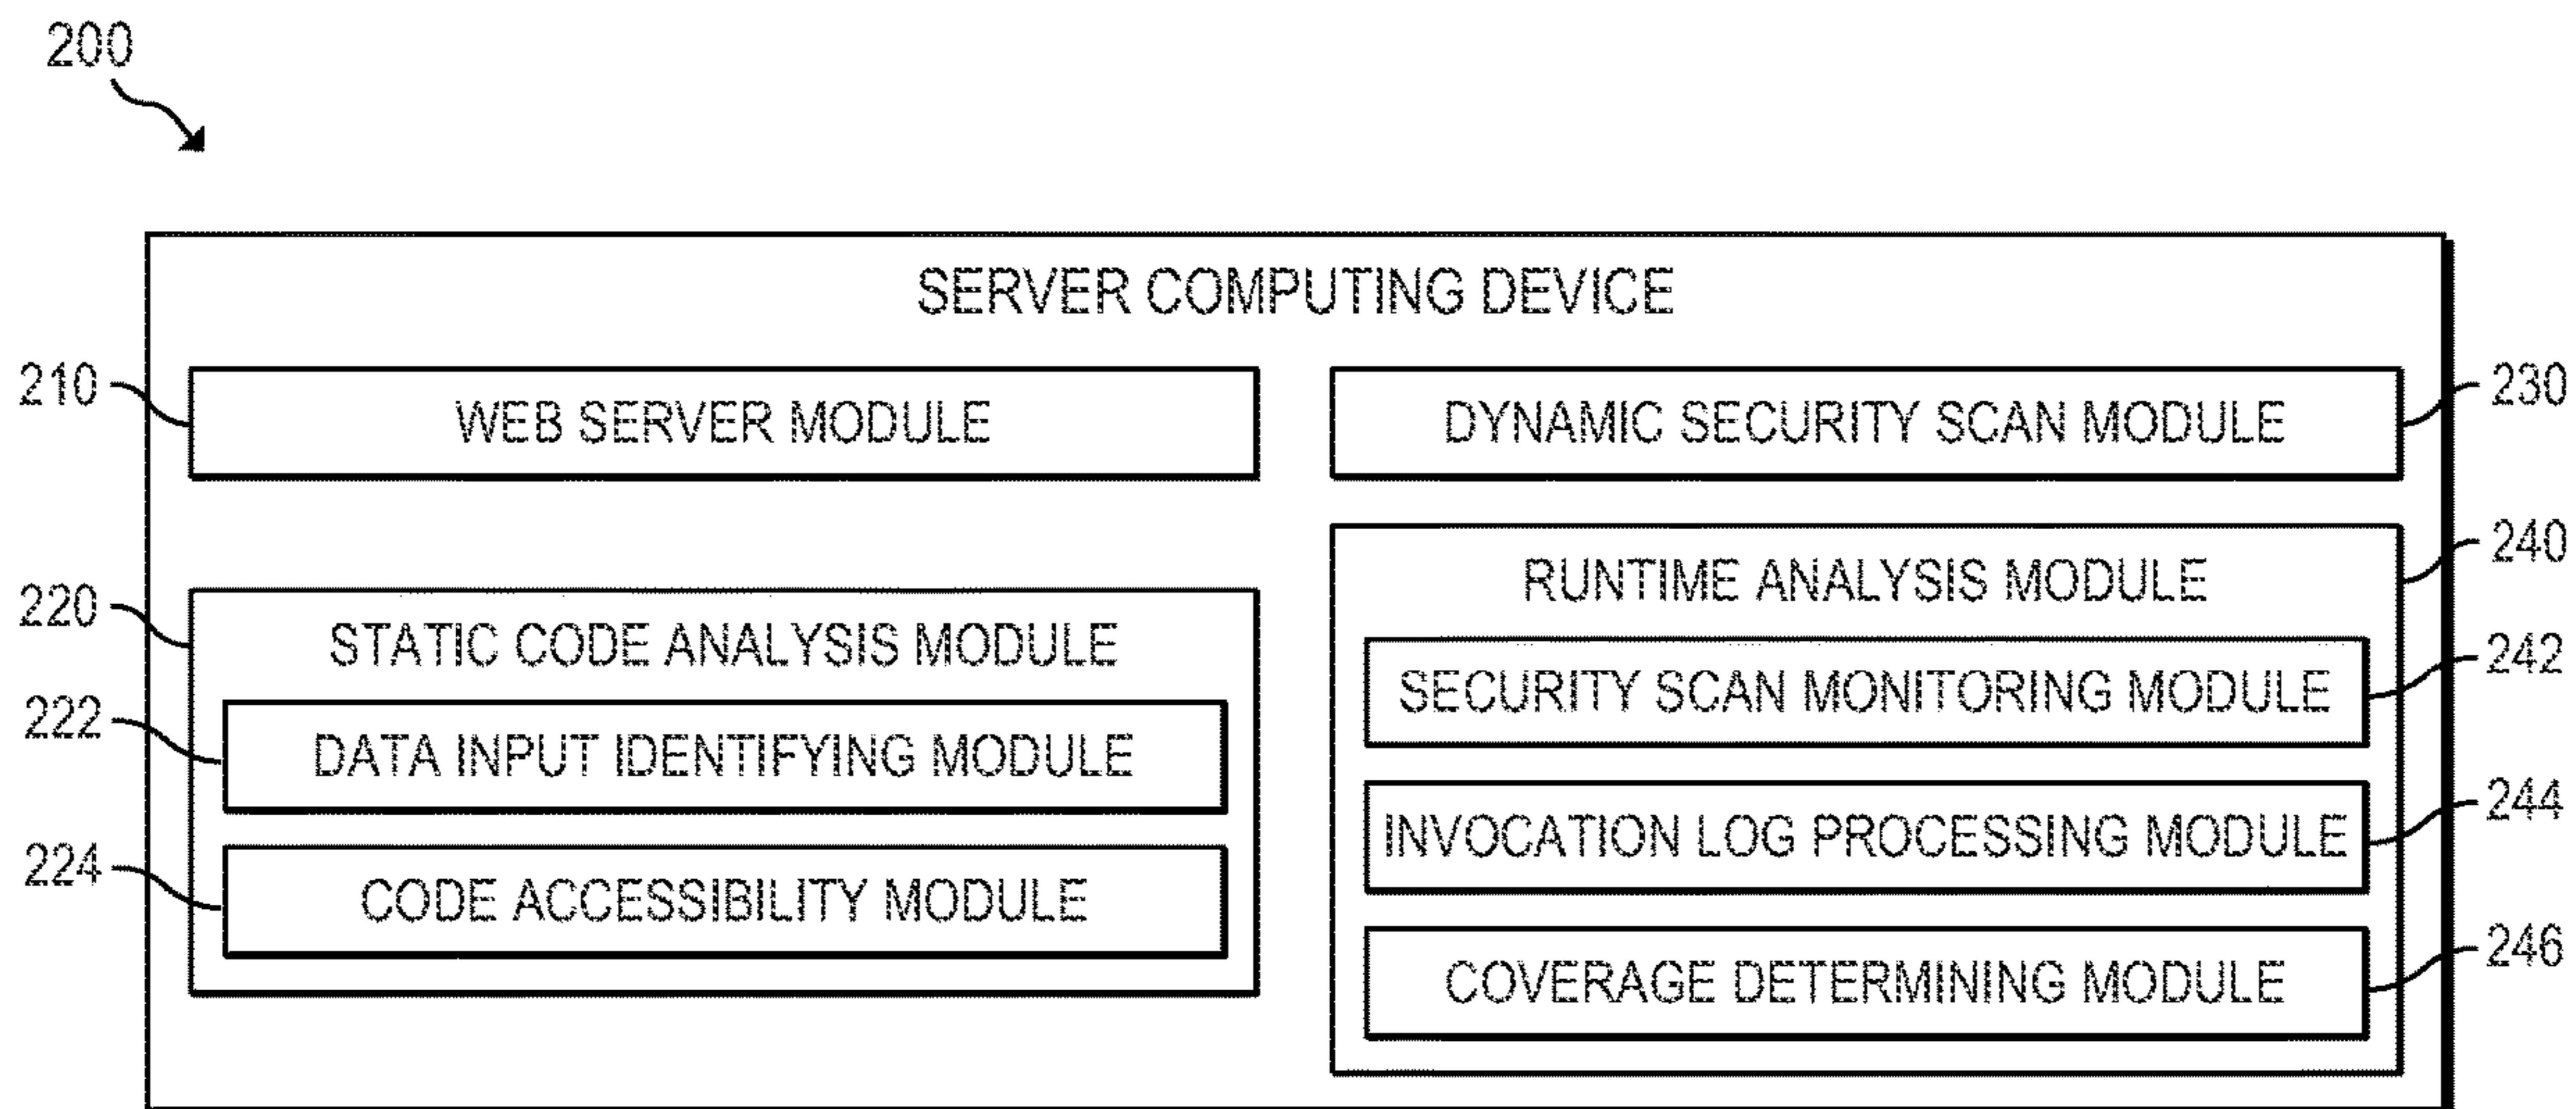 200
SERVER COMPUTING DEVICE
210
WEB SERVER MODULE
220
STATIC CODE ANALYSIS MODULE
222
DATA INPUT IDENTIFYING MODULE
224
CODE ACCESSIBILITY MODULE
DYNAMIC SECURITY SCAN MODULE
230
RUNTIME ANALYSIS MODULE
240
SECURITY SCAN MONITORING MODULE
242
INVOCATION LOG PROCESSING MODULE
244
COVERAGE DETERMINING MODULE
246